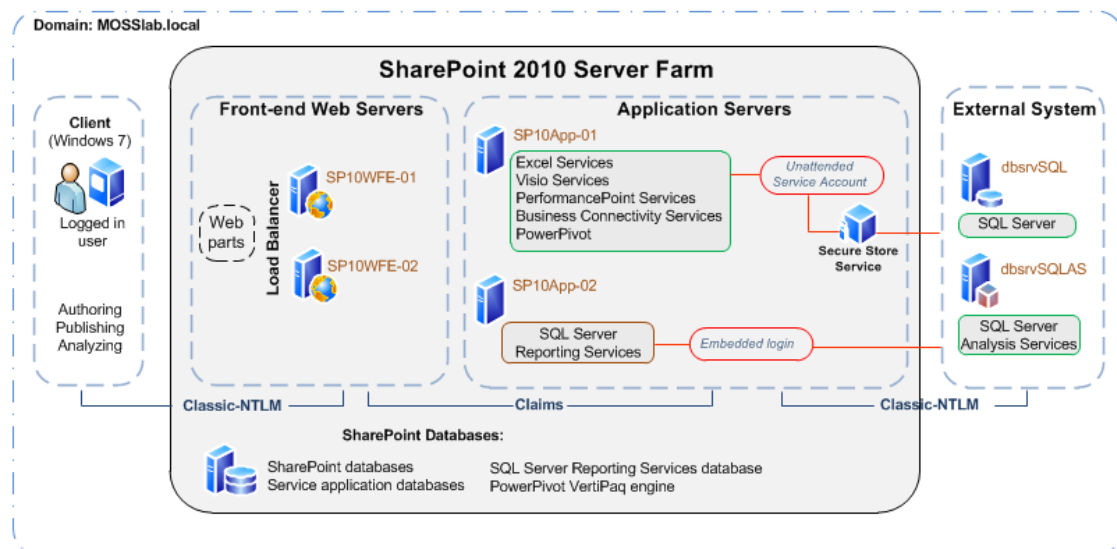 Domain: MOSSlab.local
SharePoint 2010 Server Farm
Client
(Windows 7)
Logged in
user
Authoring
Publishing
Analyzing
Front-end Web Servers
Web
parts
Load Balancer
SP10WFE-01
SP10WFE-02
Application Servers
SP10App-01
Excel Services
Visio Services
PerformancePoint Services
Business Connectivity Services
PowerPivot
Unattended
Service Account
Secure Store
Service
SP10App-02
SQL Server
Reporting Services
Embedded login
External System
dbsrvSQL
SQL Server
dbsrvSQLAS
SQL Server
Analysis Services
Classic-NTLM
Claims
Classic-NTLM
SharePoint Databases:
SharePoint databases
Service application databases
SQL Server Reporting Services database
PowerPivot VertiPaq engine